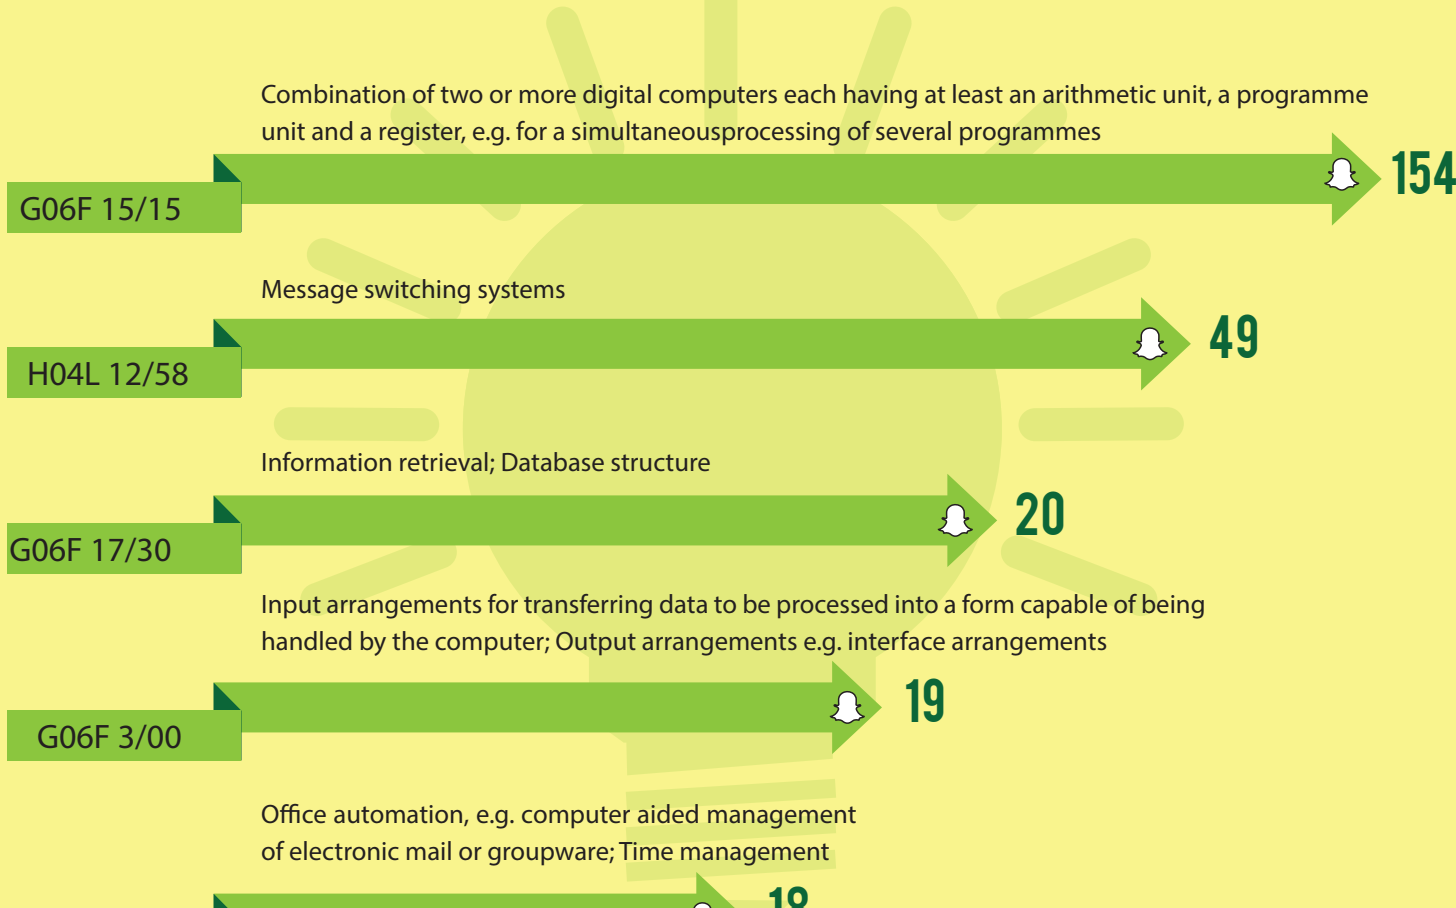 Combination of two or more digital computers each having at least an arithmetic unit, a programme
unit and a register, e.g. for a simultaneousprocessing of several programmes
154
G06F 15/15
Message switching systems
49
H04L 12/58
Information retrieval; Database structure
20
G06F 17/30
Input arrangements for transferring data to be processed into a form capable of being
handled by the computer; Output arrangements e.g. interface arrangements
19
G06F 3/00
Office automation, e.g. computer aided management
of electronic mail or groupware; Time management
18